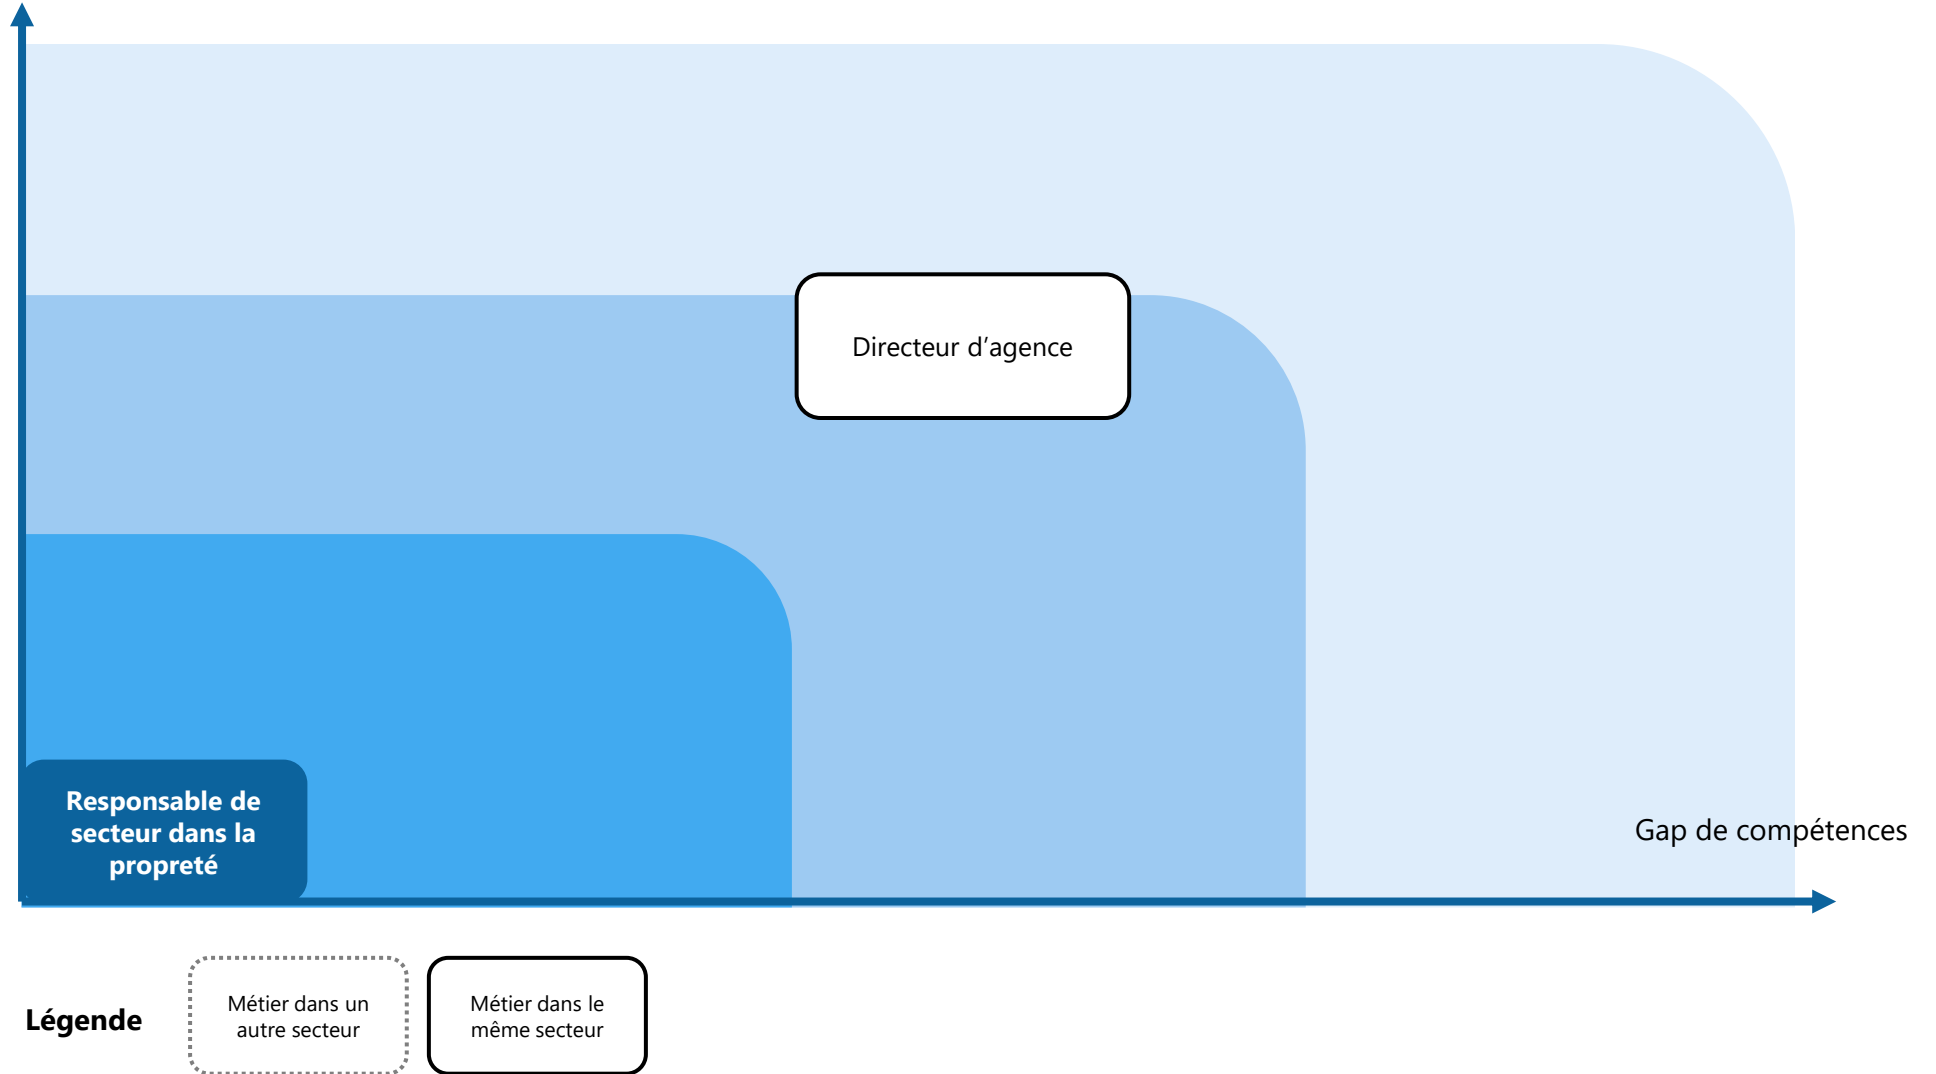 Directeur d’agence
Responsable de
secteur dans la
propreté
Gap de compétences
Légende
Métier dans un
autre secteur
Métier dans le
même secteur